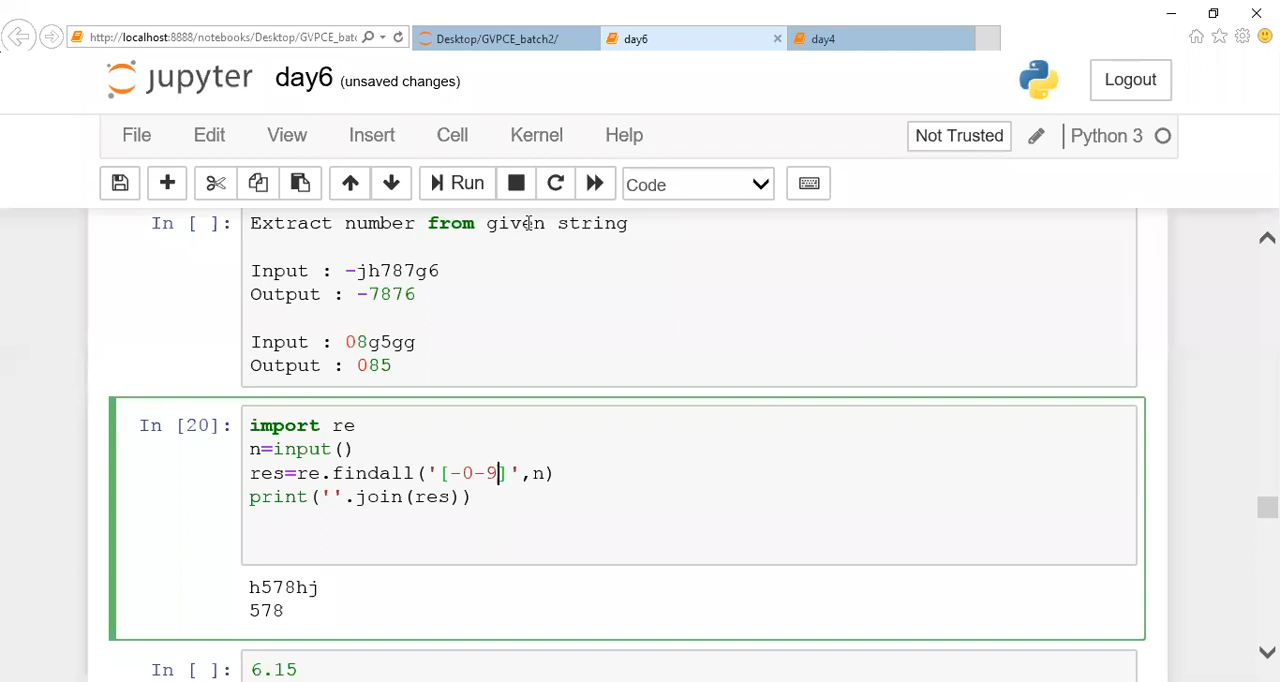 http://localhost:8888/notebooks/Desktop/GVPCE_batc
Desktop/GVPCE_batch2/
day6
day4
jupyter day6 (unsaved changes)
Logout
File Edit View Insert Cell Kernel Help
Not Trusted
Python 3
Run
Code
In [ ]:
Extract number from given string
Input : -jh787g6
Output : -7876
Input : 08g5gg
Output : 085
In [20]:
import re
n=input()
res=re.findall('[-0-9]',n)
print(''.join(res))
h578hj
578
In [ ]:
6.15